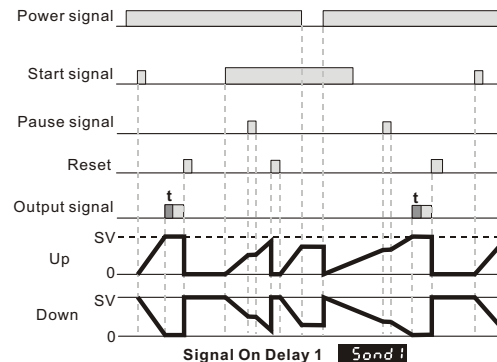 Power signal
Start signal
Pause signal
Reset
t
t
Output signal
SV
Up
0
SV
Down
0
Signal On Delay 1 Sond1